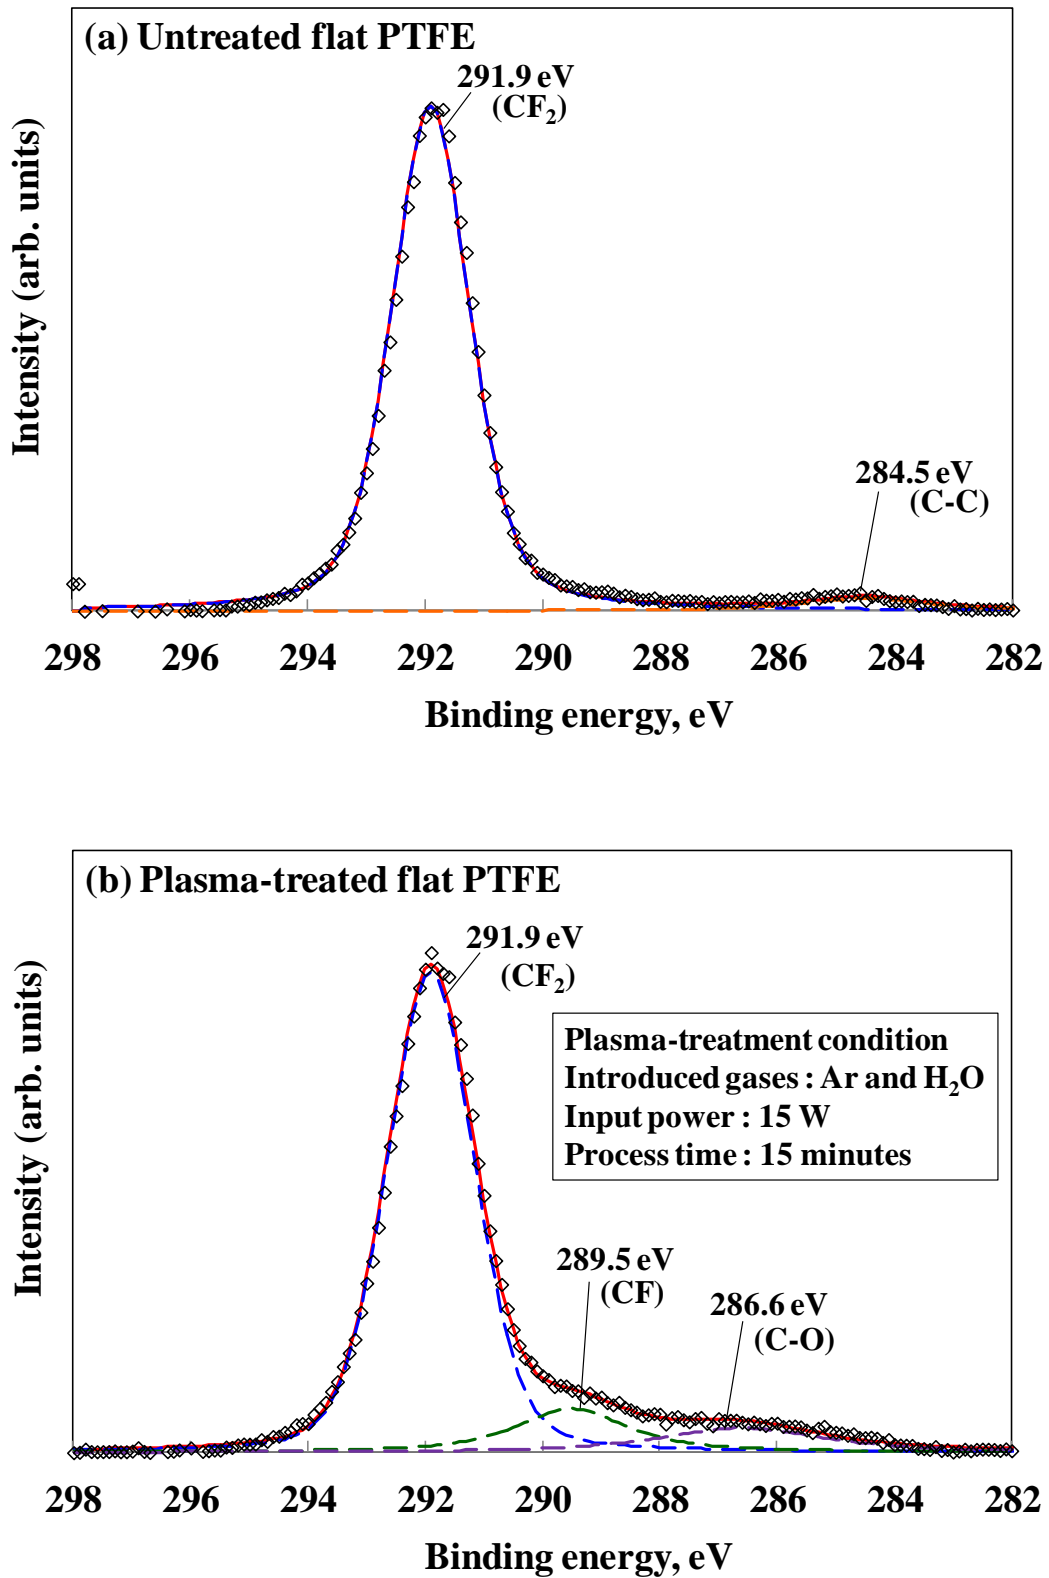 (a) Untreated flat PTFE
291.9 eV
(CF₂)
284.5 eV
(C-C)
Intensity (arb. units)
298 296 294 292 290 288 286 284 282
Binding energy, eV
(b) Plasma-treated flat PTFE
291.9 eV
(CF₂)
Plasma-treatment condition
Introduced gases : Ar and H₂O
Input power : 15 W
Process time : 15 minutes
289.5 eV
(CF)
286.6 eV
(C-O)
Intensity (arb. units)
298 296 294 292 290 288 286 284 282
Binding energy, eV